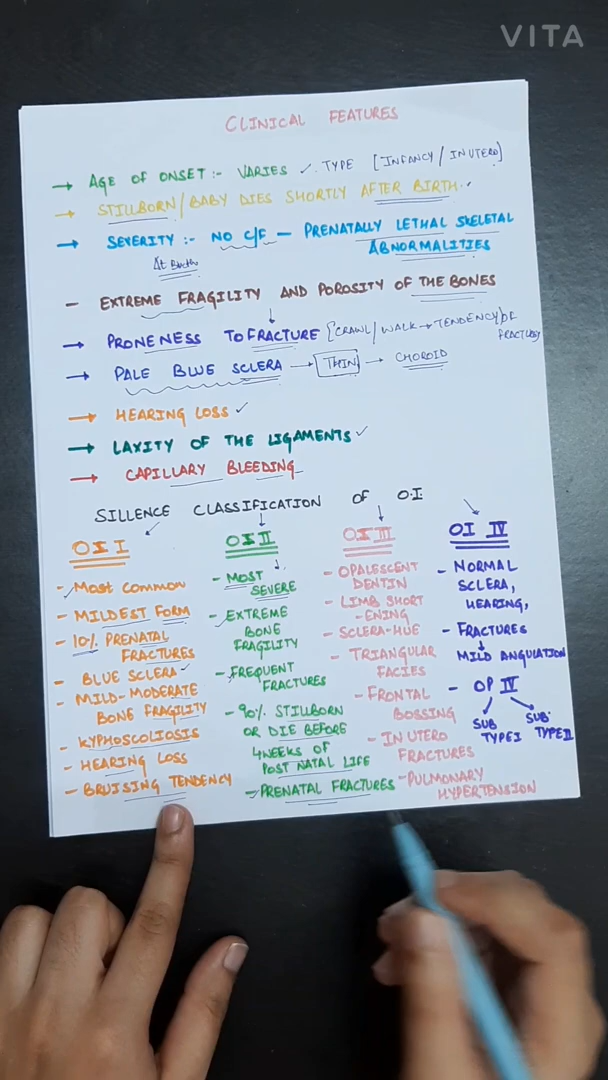 VITA
CLINICAL FEATURES
→ AGE OF ONSET :- VARIES ✓ TYPE [INFANCY / INUTERO]
→ STILLBORN / BABY DIES SHORTLY AFTER BIRTH.
→ SEVERITY :- NO C/F — PRENATALLY LETHAL SKELETAL
At Birth
ABNORMALITIES
- EXTREME FRAGILITY AND POROSITY OF THE BONES
↓
→ PRONENESS TO FRACTURE [CRAWL / WALK → TENDENCY OF
FRACTURE]
→ PALE BLUE SCLERA → THIN → CHOROID
→ HEARING LOSS ✓
→ LAXITY OF THE LIGAMENTS ✓
→ CAPILLARY BLEEDING
SILLENCE CLASSIFICATION OF O.I
OI I
- MOST COMMON
- MILDEST FORM
- 10% PRENATAL
FRACTURES
- BLUE SCLERA ✓
- MILD-MODERATE
BONE FRAGILITY
- KYPHOSCOLIOSIS
- HEARING LOSS
- BRUISING TENDENCY
OI II
- MOST
SEVERE
- EXTREME
BONE
FRAGILITY
- FREQUENT
FRACTURES
- 90% STILLBORN
OR DIE BEFORE
4WEEKS OF
POST NATAL LIFE
- PRENATAL FRACTURES
OI III
- OPALESCENT
DENTIN
- LIMB SHORT
-ENING
- SCLERA-HUE
- TRIANGULAR
FACIES
- FRONTAL
BOSSING
- IN UTERO
FRACTURES
- PULMONARY
HYPERTENSION
OI IV
- NORMAL
SCLERA,
HEARING,
- FRACTURES
↓
MILD ANGULATION
- OP IV
SUB TYPE I
SUB. TYPE II